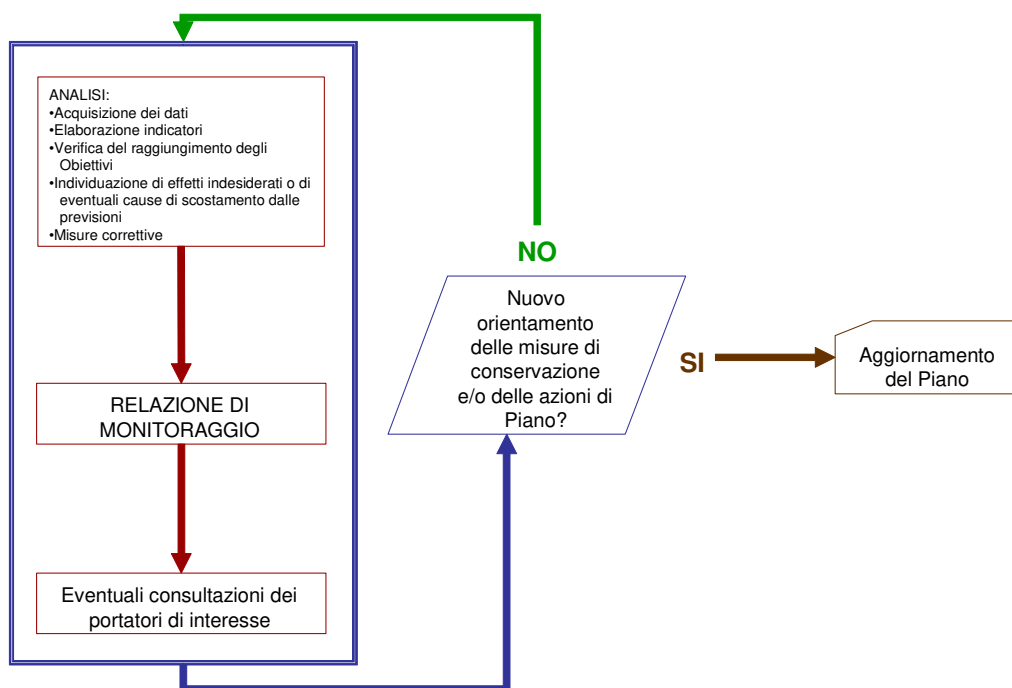 ANALISI:
•Acquisizione dei dati
•Elaborazione indicatori
•Verifica del raggiungimento degli
Obiettivi
•Individuazione di effetti indesiderati o di
eventuali cause di scostamento dalle
previsioni
•Misure correttive
RELAZIONE DI
MONITORAGGIO
Eventuali consultazioni dei
portatori di interesse
NO
Nuovo
orientamento
delle misure di
conservazione
e/o delle azioni di
Piano?
SI
Aggiornamento
del Piano